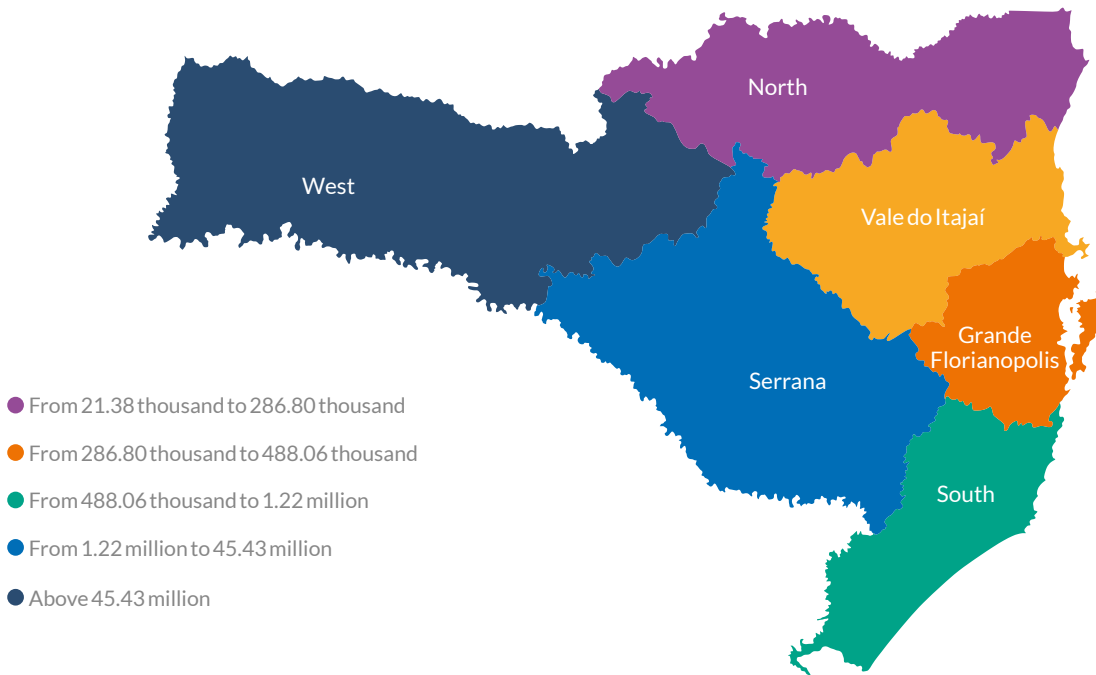 North
West
Vale do Itajaí
Grande
Florianopolis
Serrana
From 21.38 thousand to 286.80 thousand
From 286.80 thousand to 488.06 thousand
From 488.06 thousand to 1.22 million
South
From 1.22 million to 45.43 million
Above 45.43 million